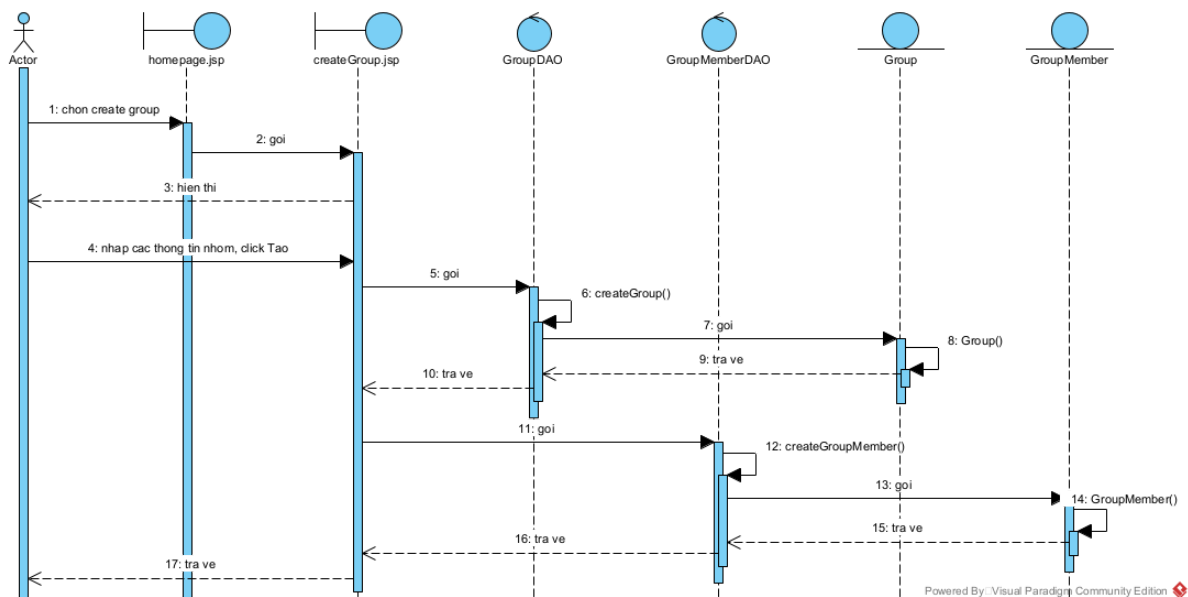 Actor
homepage.jsp
createGroup.jsp
GroupDAO
GroupMemberDAO
Group
GroupMember
1: chon create group
2: goi
3: hien thi
4: nhap cac thong tin nhom, click Tao
5: goi
6: createGroup()
7: goi
8: Group()
9: tra ve
10: tra ve
11: goi
12: createGroupMember()
13: goi
14: GroupMember()
15: tra ve
16: tra ve
17: tra ve
Powered By Visual Paradigm Community Edition